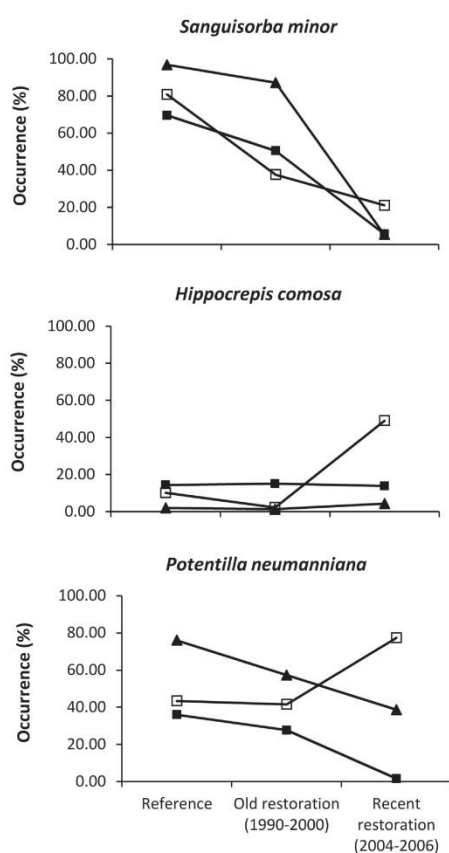 Sanguisorba minor
100.00
80.00
60.00
40.00
20.00
0.00
Occurrence (%)
Hippocrepis comosa
100.00
80.00
60.00
40.00
20.00
0.00
Occurrence (%)
Potentilla neumanniana
100.00
80.00
60.00
40.00
20.00
0.00
Occurrence (%)
Reference
Old restoration
(1990-2000)
Recent
restoration
(2004-2006)